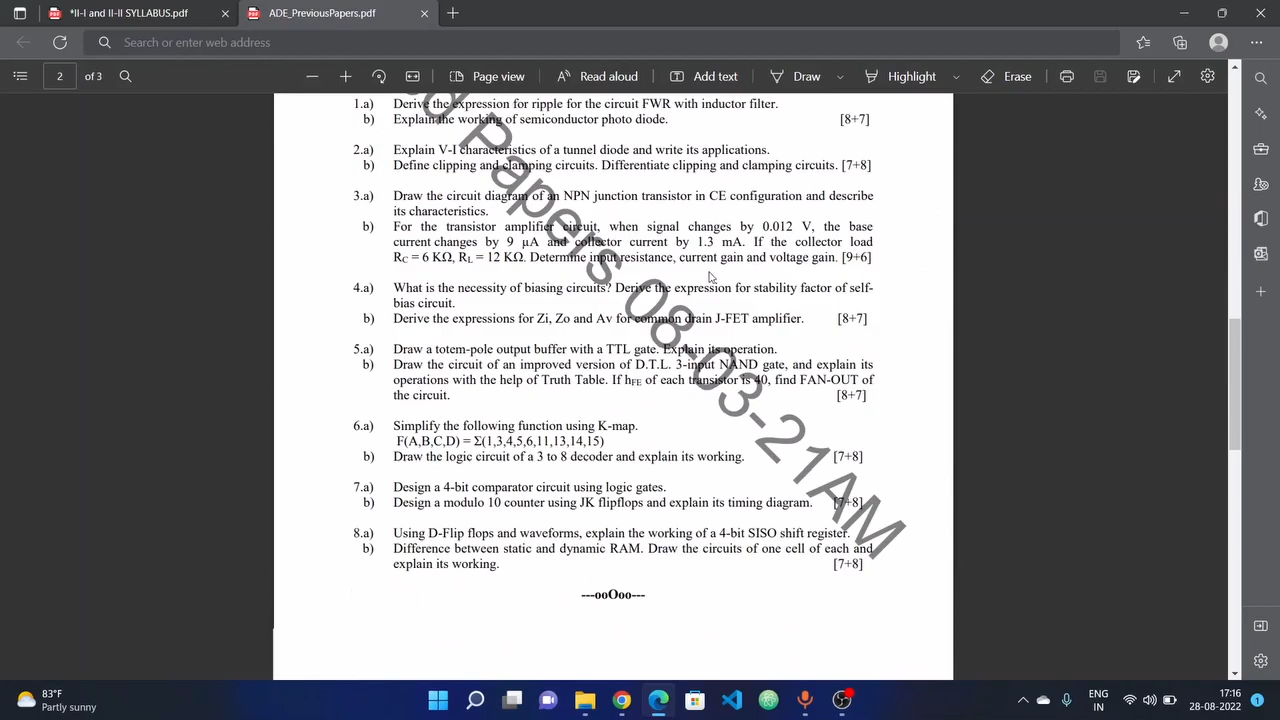 *II-I and II-II SYLLABUS.pdf
ADE_PreviousPapers.pdf
Search or enter web address
2 of 3
Page view
Read aloud
Add text
Draw
Highlight
Erase
1.a) Derive the expression for ripple for the circuit FWR with inductor filter.
b) Explain the working of semiconductor photo diode. [8+7]
2.a) Explain V-I characteristics of a tunnel diode and write its applications.
b) Define clipping and clamping circuits. Differentiate clipping and clamping circuits. [7+8]
3.a) Draw the circuit diagram of an NPN junction transistor in CE configuration and describe
its characteristics.
b) For the transistor amplifier circuit, when signal changes by 0.012 V, the base
current changes by 9 µA and collector current by 1.3 mA. If the collector load
RC = 6 KΩ, RL = 12 KΩ. Determine input resistance, current gain and voltage gain. [9+6]
4.a) What is the necessity of biasing circuits? Derive the expression for stability factor of self-
bias circuit.
b) Derive the expressions for Zi, Zo and Av for common drain J-FET amplifier. [8+7]
5.a) Draw a totem-pole output buffer with a TTL gate. Explain its operation.
b) Draw the circuit of an improved version of D.T.L. 3-input NAND gate, and explain its
operations with the help of Truth Table. If hFE of each transistor is 40, find FAN-OUT of
the circuit. [8+7]
6.a) Simplify the following function using K-map.
F(A,B,C,D) = Σ(1,3,4,5,6,11,13,14,15)
b) Draw the logic circuit of a 3 to 8 decoder and explain its working. [7+8]
7.a) Design a 4-bit comparator circuit using logic gates.
b) Design a modulo 10 counter using JK flipflops and explain its timing diagram. [7+8]
8.a) Using D-Flip flops and waveforms, explain the working of a 4-bit SISO shift register.
b) Difference between static and dynamic RAM. Draw the circuits of one cell of each and
explain its working. [7+8]
---ooOoo---
d Papers 08-03-21AM
83°F
Partly sunny
ENG
IN
17:16
28-08-2022
1